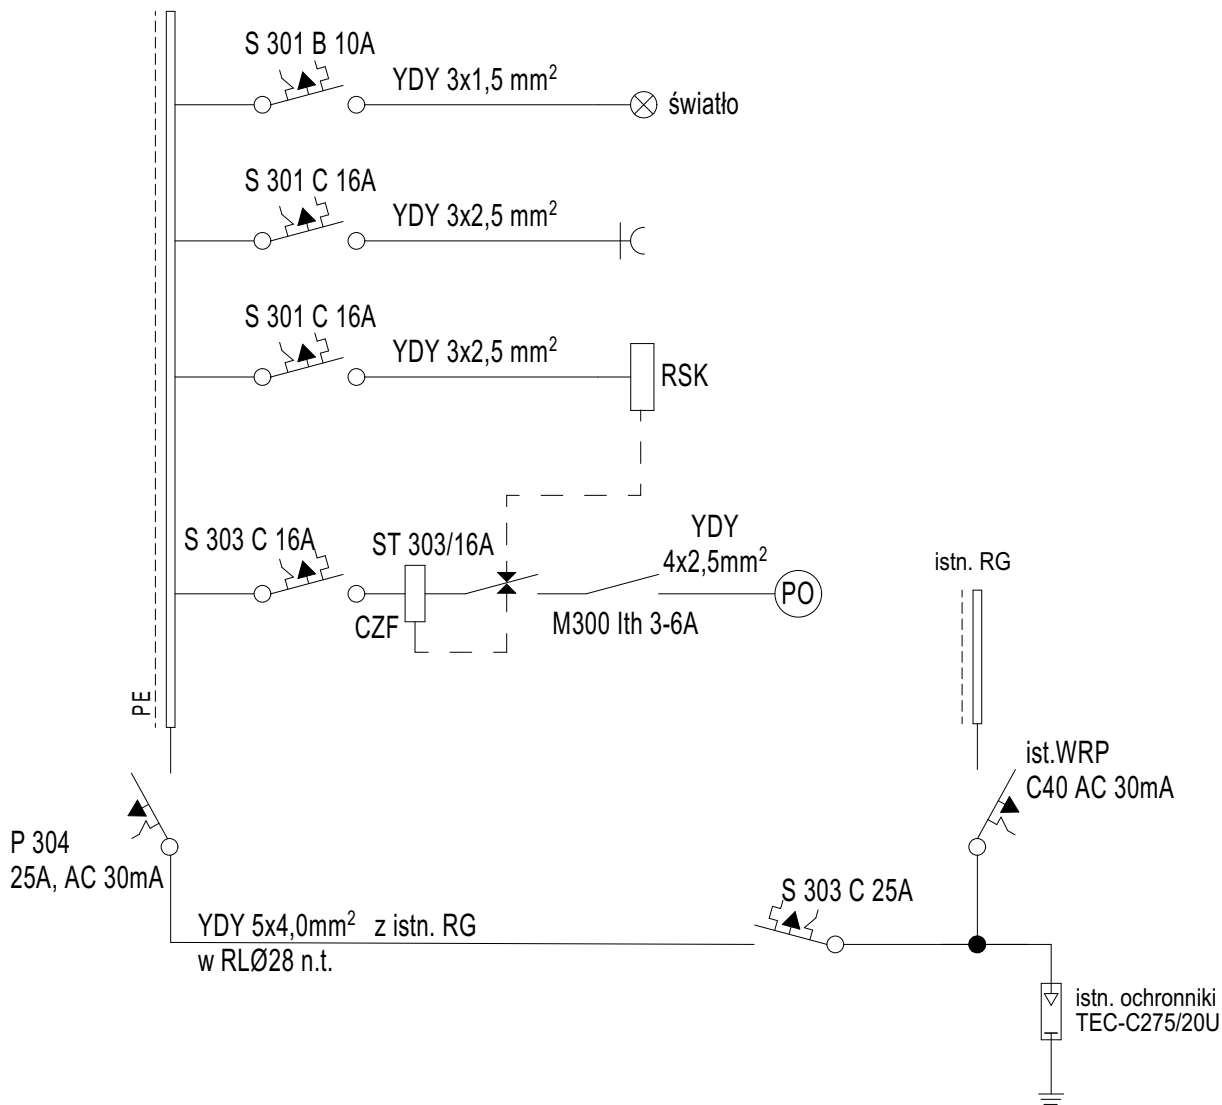 S 301 B 10A
YDY 3x1,5 mm²
światło
S 301 C 16A
YDY 3x2,5 mm²
S 301 C 16A
YDY 3x2,5 mm²
RSK
S 303 C 16A
ST 303/16A
CZF
M300 Ith 3-6A
YDY
4x2,5mm²
PO
istn. RG
PE
ist.WRP
C40 AC 30mA
P 304
25A, AC 30mA
S 303 C 25A
YDY 5x4,0mm² z istn. RG
w RLØ28 n.t.
istn. ochronniki
TEC-C275/20U